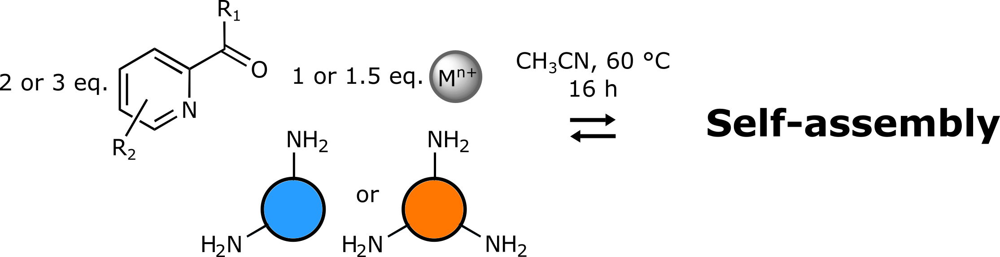 R₁
O
2 or 3 eq.
N
R₂
1 or 1.5 eq.
Mⁿ⁺
CH₃CN, 60 °C
16 h
Self-assembly
NH₂
H₂N
or
NH₂
H₂N
NH₂